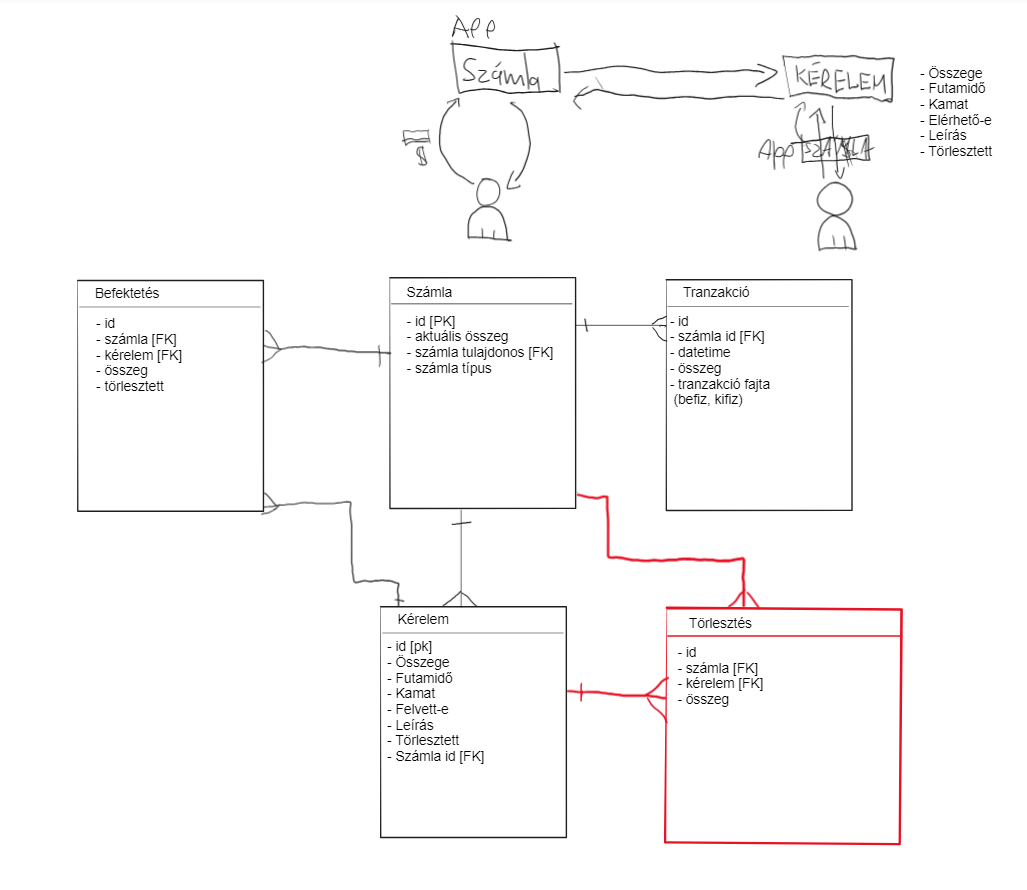 App
Számla
KÉRELEM
- Összege
- Futamidő
- Kamat
- Elérhető-e
- Leírás
- Törlesztett
$
App SZÁMLA
Befektetés
- id
- számla [FK]
- kérelem [FK]
- összeg
- törlesztett
Számla
- id [PK]
- aktuális összeg
- számla tulajdonos [FK]
- számla típus
Tranzakció
- id
- számla id [FK]
- datetime
- összeg
- tranzakció fajta
(befiz, kifiz)
Kérelem
- id [pk]
- Összege
- Futamidő
- Kamat
- Felvett-e
- Leírás
- Törlesztett
- Számla id [FK]
Törlesztés
- id
- számla [FK]
- kérelem [FK]
- összeg